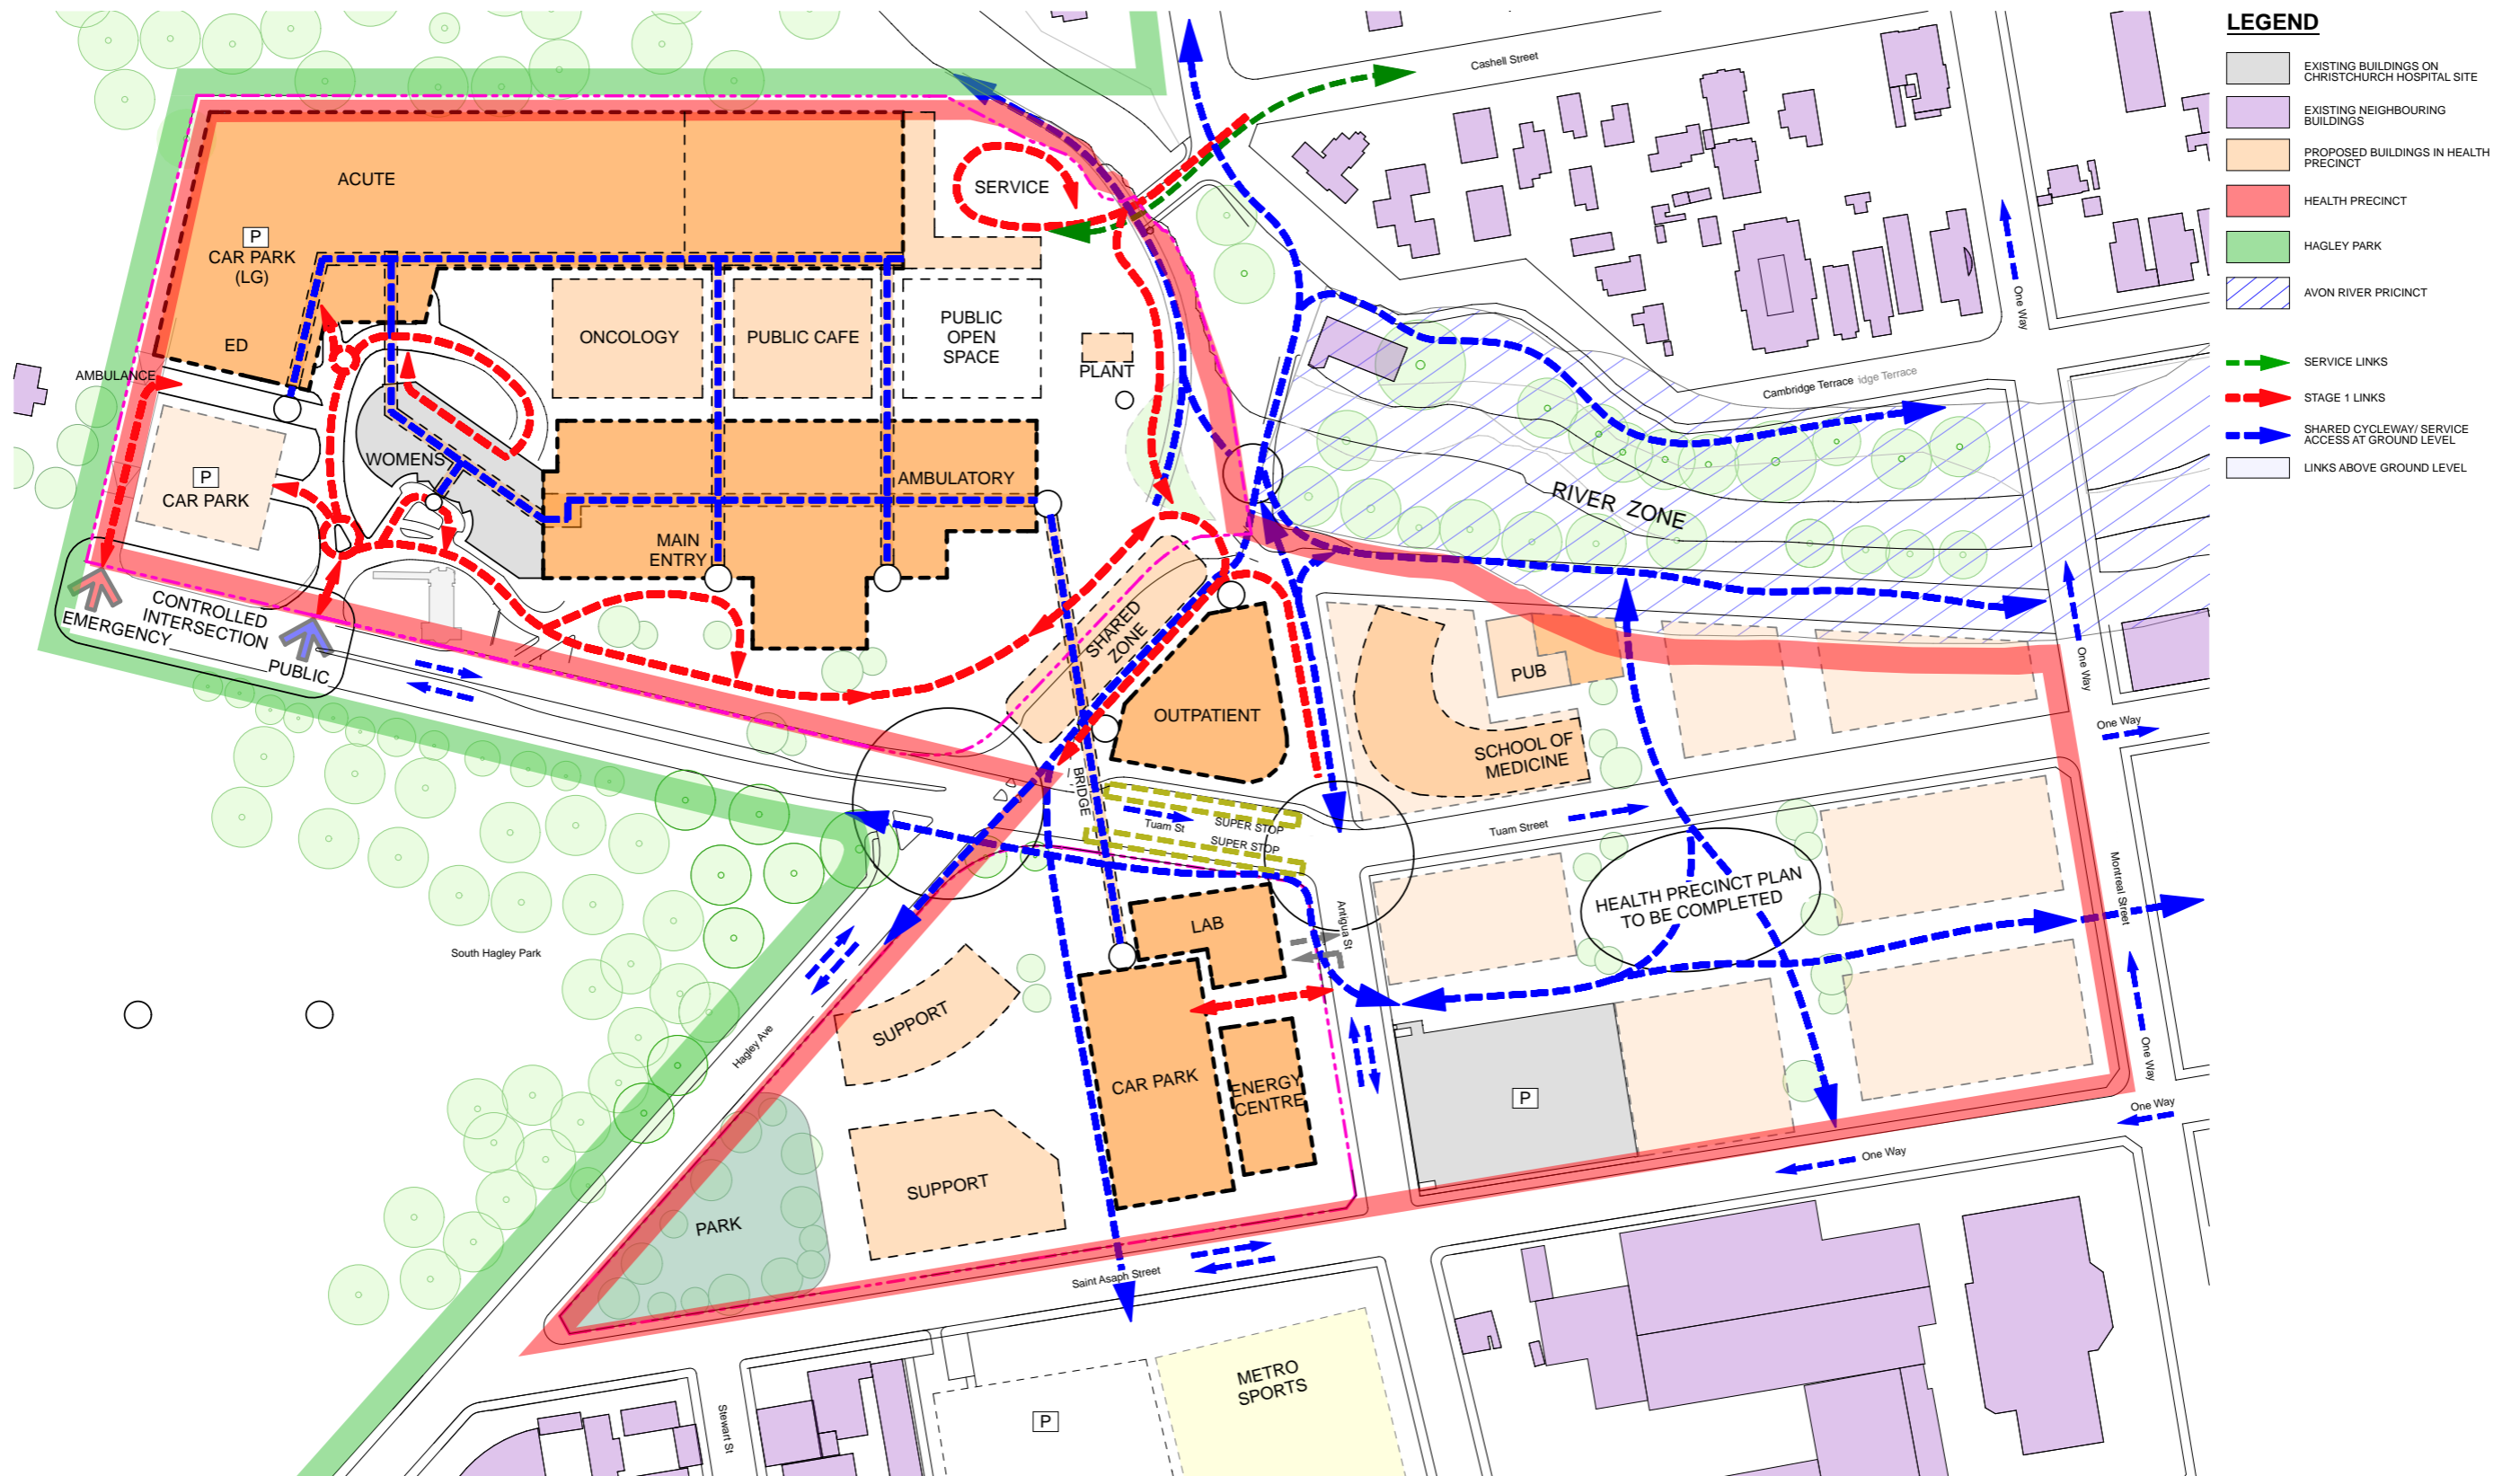 LEGEND
EXISTING BUILDINGS ON
CHRISTCHURCH HOSPITAL SITE
EXISTING NEIGHBOURING
BUILDINGS
PROPOSED BUILDINGS IN HEALTH
PRECINCT
HEALTH PRECINCT
HAGLEY PARK
AVON RIVER PRICINCT
SERVICE LINKS
STAGE 1 LINKS
SHARED CYCLEWAY/ SERVICE
ACCESS AT GROUND LEVEL
LINKS ABOVE GROUND LEVEL
Cashell Street
ACUTE
SERVICE
P
CAR PARK
(LG)
ED
AMBULANCE
ONCOLOGY
PUBLIC CAFE
PUBLIC
OPEN
SPACE
PLANT
One Way
Cambridge Terrace
idge Terrace
P
CAR PARK
WOMENS
AMBULATORY
MAIN
ENTRY
RIVER ZONE
CONTROLLED
INTERSECTION
EMERGENCY
PUBLIC
SHARED
ZONE
OUTPATIENT
PUB
SCHOOL OF
MEDICINE
One Way
One Way
BRIDGE
Tuam St
SUPER STOP
SUPER STOP
Tuam Street
HEALTH PRECINCT PLAN
TO BE COMPLETED
Montreal Street
Antigua St
LAB
South Hagley Park
Hagley Ave
SUPPORT
CAR PARK
ENERGY
CENTRE
P
One Way
One Way
One Way
SUPPORT
PARK
Saint Asaph Street
METRO
SPORTS
P
Stewart St